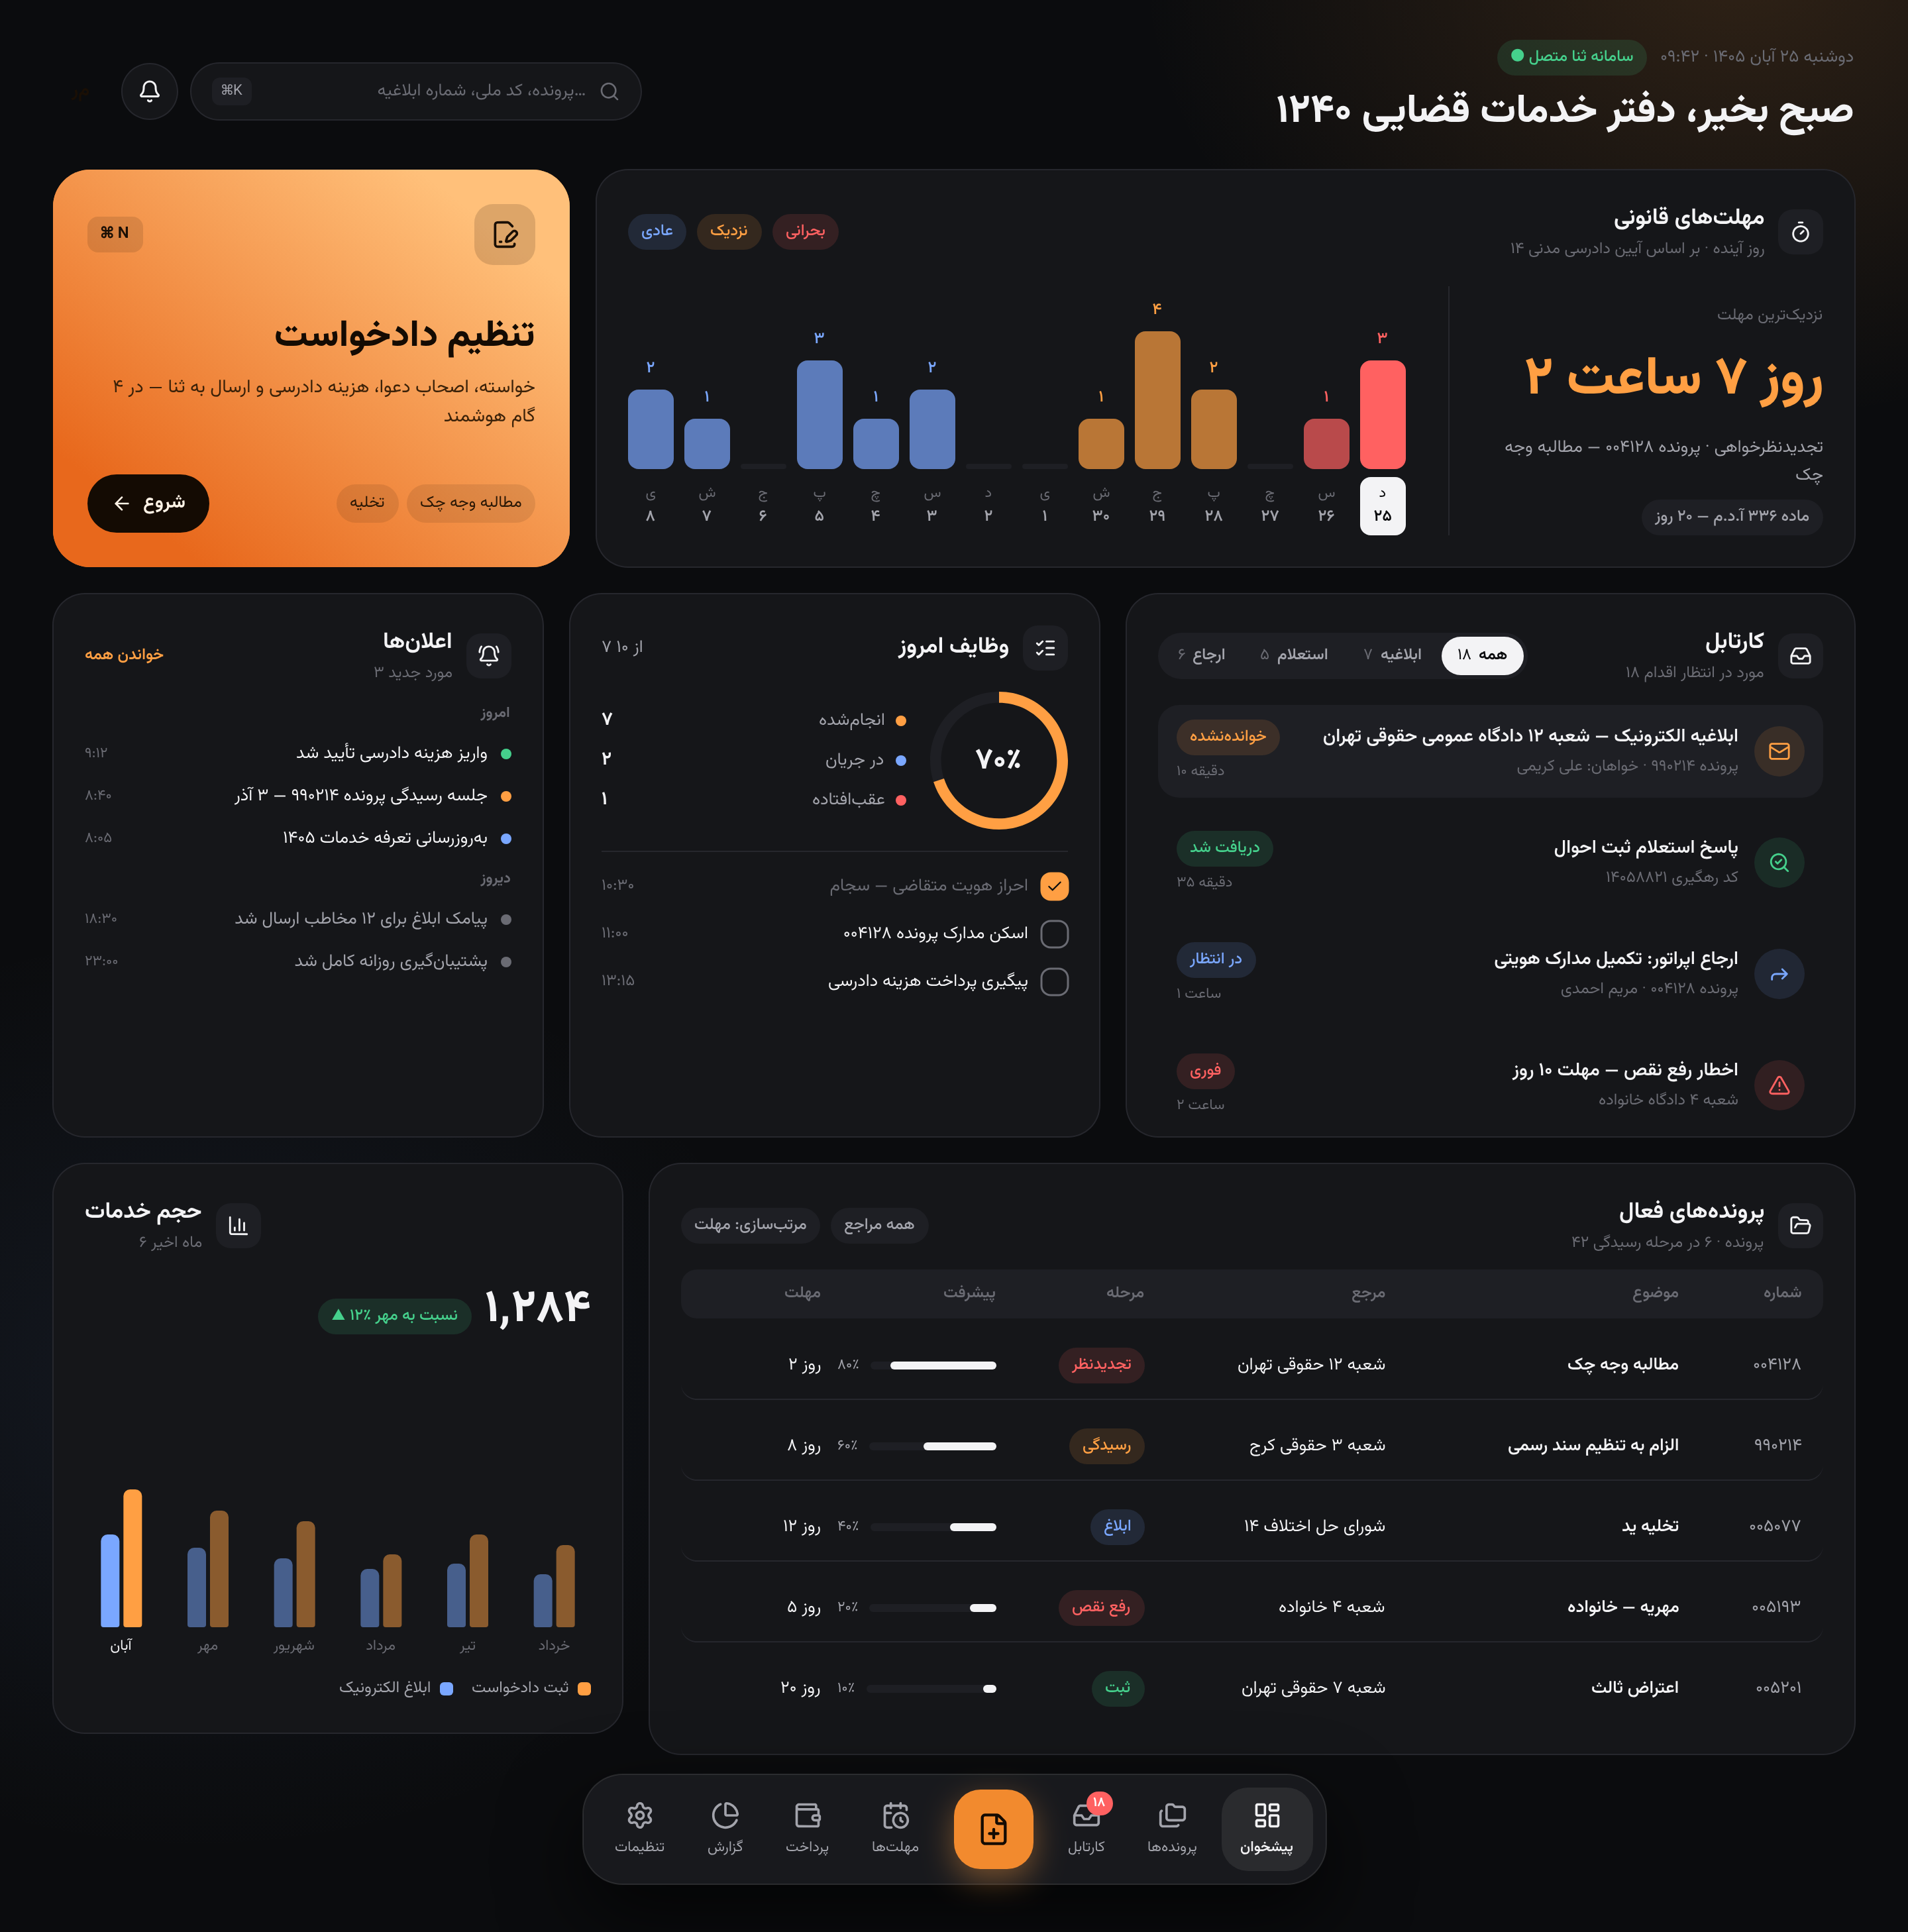 دوشنبه ۲۵ آبان ۱۴۰۵ · ۰۹:۴۲
سامانه ثنا متصل
صبح بخیر، دفتر خدمات قضایی ۱۲۴۰
...پرونده، کد ملی، شماره ابلاغیه
⌘K
مهلت‌های قانونی
روز آینده · بر اساس آیین دادرسی مدنی ۱۴
بحرانی
نزدیک
عادی
نزدیک‌ترین مهلت
روز ۷ ساعت ۲
تجدیدنظرخواهی · پرونده ۰۰۴۱۲۸ — مطالبه وجه
چک
ماده ۳۳۶ آ.د.م — ۲۰ روز
۳ ۱ ۲ ۴ ۱ ۲ ۱ ۳ ۱ ۲
د س چ پ ج ش ی د س چ پ ج ش ی
۲۵ ۲۶ ۲۷ ۲۸ ۲۹ ۳۰ ۱ ۲ ۳ ۴ ۵ ۶ ۷ ۸
⌘ N
تنظیم دادخواست
خواسته، اصحاب دعوا، هزینه دادرسی و ارسال به ثنا — در ۴
گام هوشمند
مطالبه وجه چک
تخلیه
شروع
کارتابل
مورد در انتظار اقدام ۱۸
همه ۱۸
ابلاغیه ۷
استعلام ۵
ارجاع ۶
ابلاغیه الکترونیک — شعبه ۱۲ دادگاه عمومی حقوقی تهران
خوانده‌نشده
پرونده ۹۹۰۲۱۴ · خواهان: علی کریمی
دقیقه ۱۰
پاسخ استعلام ثبت احوال
دریافت شد
کد رهگیری ۱۴۰۵۸۸۲۱
دقیقه ۳۵
ارجاع اپراتور: تکمیل مدارک هویتی
در انتظار
پرونده ۰۰۴۱۲۸ · مریم احمدی
ساعت ۱
اخطار رفع نقص — مهلت ۱۰ روز
فوری
شعبه ۴ دادگاه خانواده
ساعت ۲
وظایف امروز
از ۱۰ ۷
۷۰٪
انجام‌شده ۷
در جریان ۲
عقب‌افتاده ۱
احراز هویت متقاضی — سجام ۱۰:۳۰
اسکن مدارک پرونده ۰۰۴۱۲۸ ۱۱:۰۰
پیگیری پرداخت هزینه دادرسی ۱۳:۱۵
اعلان‌ها
مورد جدید ۳
خواندن همه
امروز
واریز هزینه دادرسی تأیید شد ۹:۱۲
جلسه رسیدگی پرونده ۹۹۰۲۱۴ — ۳ آذر ۸:۴۰
به‌روزرسانی تعرفه خدمات ۱۴۰۵ ۸:۰۵
دیروز
پیامک ابلاغ برای ۱۲ مخاطب ارسال شد ۱۸:۳۰
پشتیبان‌گیری روزانه کامل شد ۲۳:۰۰
پرونده‌های فعال
پرونده · ۶ در مرحله رسیدگی ۴۲
همه مراجع
مرتب‌سازی: مهلت
شماره موضوع مرجع مرحله پیشرفت مهلت
۰۰۴۱۲۸ مطالبه وجه چک شعبه ۱۲ حقوقی تهران تجدیدنظر ۸۰٪ روز ۲
۹۹۰۲۱۴ الزام به تنظیم سند رسمی شعبه ۳ حقوقی کرج رسیدگی ۶۰٪ روز ۸
۰۰۵۰۷۷ تخلیه ید شورای حل اختلاف ۱۴ ابلاغ ۴۰٪ روز ۱۲
۰۰۵۱۹۳ مهریه — خانواده شعبه ۴ خانواده رفع نقص ۲۰٪ روز ۵
۰۰۵۲۰۱ اعتراض ثالث شعبه ۷ حقوقی تهران ثبت ۱۰٪ روز ۲۰
حجم خدمات
ماه اخیر ۶
۱,۲۸۴
نسبت به مهر ۱۲٪ ▲
خرداد تیر مرداد شهریور مهر آبان
ثبت دادخواست
ابلاغ الکترونیک
پیشخوان
پرونده‌ها
۱۸
کارتابل
مهلت‌ها
پرداخت
گزارش
تنظیمات